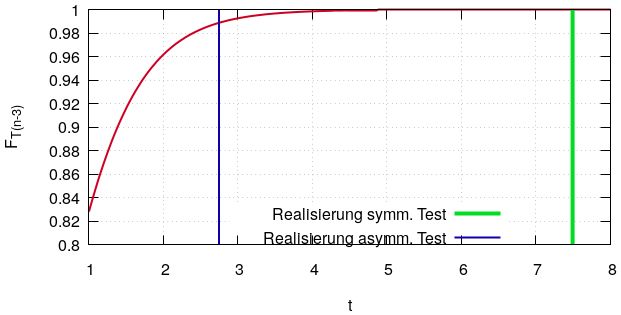 1
0.98
0.96
0.94
0.92
0.9
0.88
0.86
0.84
0.82
0.8
F_T(n-3)
Realisierung symm. Test
Realisierung asymm. Test
1 2 3 4 5 6 7 8
t